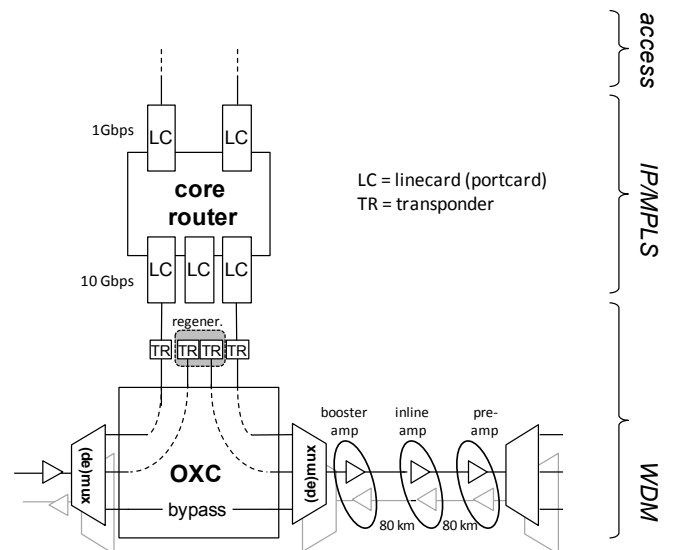 access
1Gbps
LC
LC
core
router
LC = linecard (portcard)
TR = transponder
IP/MPLS
10 Gbps
LC
LC
LC
regener.
TR
TR
TR
TR
booster
amp
inline
amp
pre-
amp
(de)mux
OXC
(de)mux
bypass
80 km
80 km
WDM